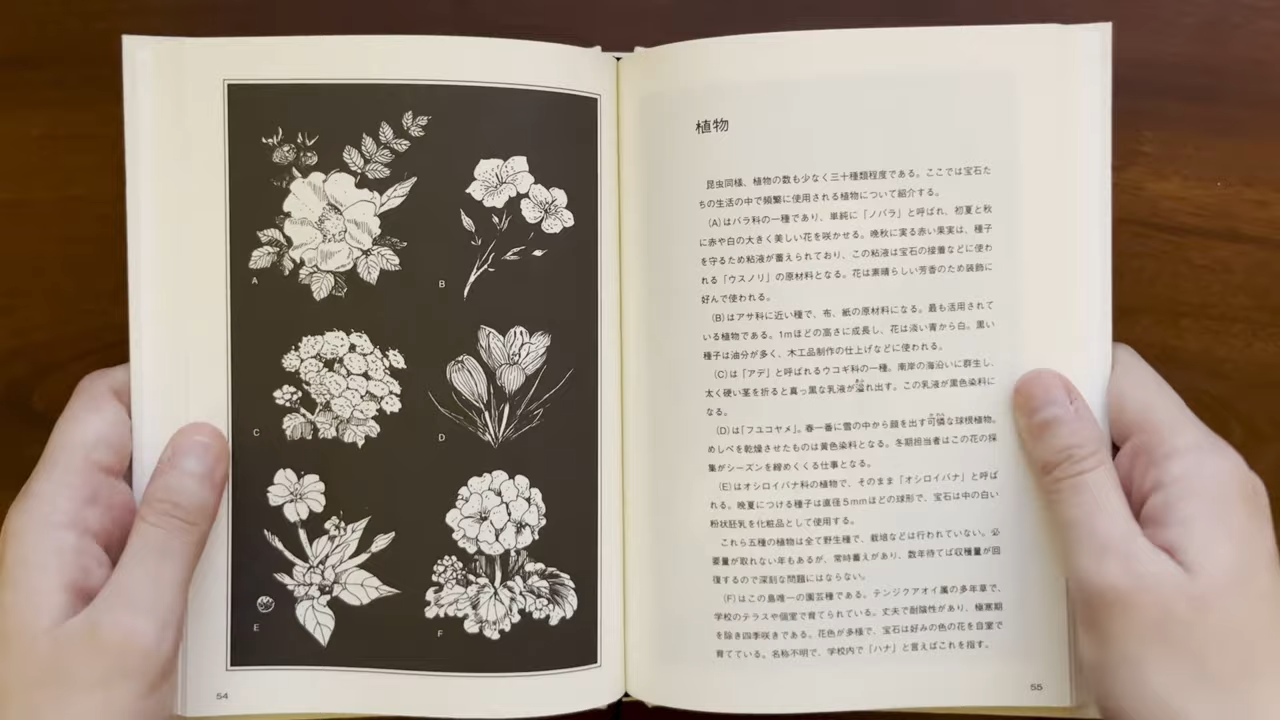 A
B
C
D
E
F
54
植物
昆虫同様、植物の数も少なく三十種類程度である。ここでは宝石た
ちの生活の中で頻繁に使用される植物について紹介する。
(A)はバラ科の一種であり、単純に「ノバラ」と呼ばれ、初夏と秋
に赤や白の大きく美しい花を咲かせる。晩秋に実る赤い果実は、種子
を守るため粘液が蓄えられており、この粘液は宝石の接着などに使わ
れる「ウスノリ」の原材料となる。花は素晴らしい芳香のため装飾に
好んで使われる。
(B)はアサ科に近い種で、布、紙の原材料になる。最も活用されて
いる植物である。1mほどの高さに成長し、花は淡い青から白。黒い
種子は油分が多く、木工品制作の仕上げなどに使われる。
(C)は「アデ」と呼ばれるウコギ科の一種。南岸の海沿いに群生し、
太く硬い茎を折ると真っ黒な乳液が溢れ出す。この乳液が黒色染料に
なる。
(D)は「フユコヤメ」。春一番に雪の中から顔を出す可憐な球根植物。
めしべを乾燥させたものは黄色染料となる。冬期担当者はこの花の採
集がシーズンを締めくくる仕事となる。
(E)はオシロイバナ科の植物で、そのまま「オシロイバナ」と呼ば
れる。晩夏につける種子は直径5mmほどの球形で、宝石は中の白い
粉状胚乳を化粧品として使用する。
これら五種の植物は全て野生種で、栽培などは行われていない。必
要量が取れない年もあるが、常時蓄えがあり、数年待てば収穫量が回
復するので深刻な問題にはならない。
(F)はこの島唯一の園芸種である。テンジクアオイ属の多年草で、
学校のテラスや個室で育てられている。丈夫で耐陰性があり、極寒期
を除き四季咲きである。花色が多様で、宝石は好みの色の花を自室で
育てている。名称不明で、学校内で「ハナ」と言えばこれを指す。
55